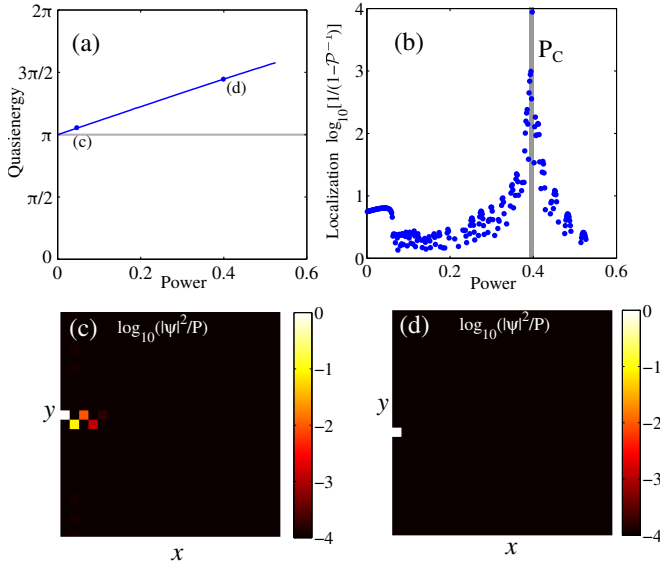 2π
3π/2
π
π/2
0
Quasienergy
(a)
(d)
(c)
0 0.2 0.4 0.6
Power
4
3
2
1
0
Localization log₁₀[1/(1-𝒫⁻¹)]
(b)
P_C
0 0.2 0.4 0.6
Power
(c) log₁₀(|ψ|²/P)
y
x
0
−1
−2
−3
−4
(d) log₁₀(|ψ|²/P)
y
x
0
−1
−2
−3
−4